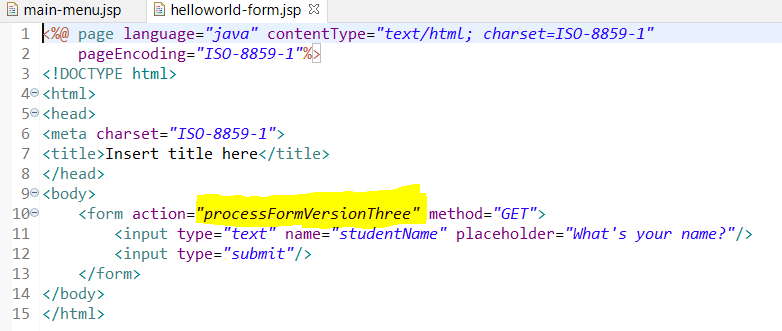 main-menu.jsp helloworld-form.jsp
1 <%@ page language="java" contentType="text/html; charset=ISO-8859-1"
2 pageEncoding="ISO-8859-1"%>
3 <!DOCTYPE html>
4 <html>
5 <head>
6 <meta charset="ISO-8859-1">
7 <title>Insert title here</title>
8 </head>
9 <body>
10 <form action="processFormVersionThree" method="GET">
11 <input type="text" name="studentName" placeholder="What's your name?"/>
12 <input type="submit"/>
13 </form>
14 </body>
15 </html>